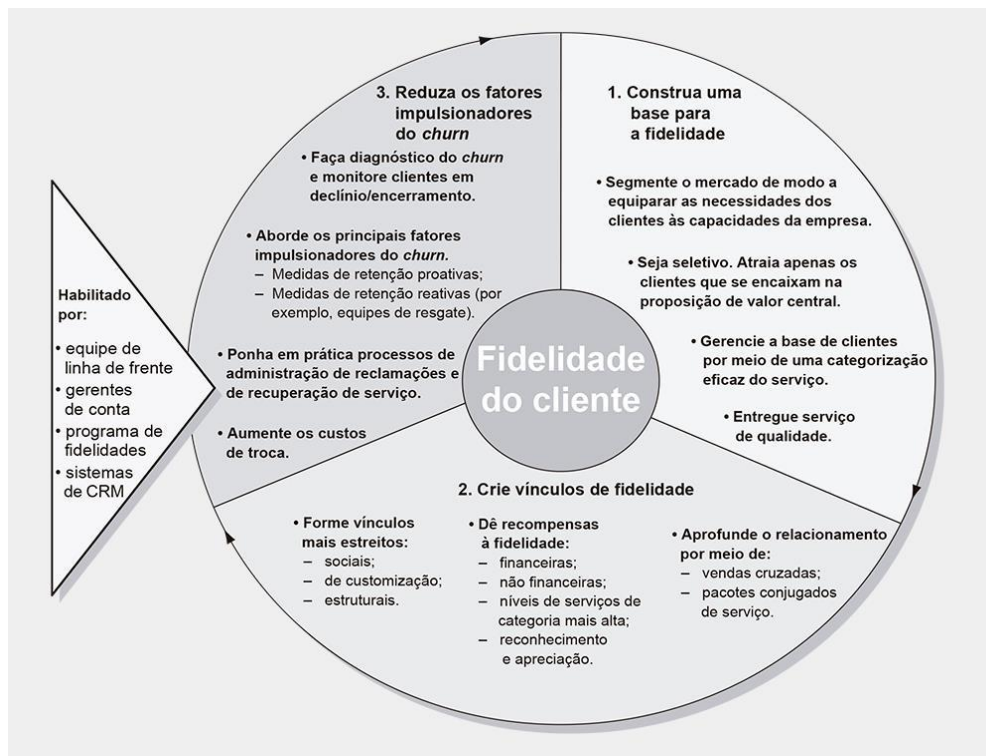 3. Reduza os fatores
impulsionadores
do churn
• Faça diagnóstico do churn
e monitore clientes em
declínio/encerramento.
• Aborde os principais fatores
impulsionadores do churn.
– Medidas de retenção proativas;
– Medidas de retenção reativas (por
exemplo, equipes de resgate).
• Ponha em prática processos de
administração de reclamações e
de recuperação de serviço.
• Aumente os custos
de troca.
1. Construa uma
base para
a fidelidade
• Segmente o mercado de modo a
equiparar as necessidades dos
clientes às capacidades da empresa.
• Seja seletivo. Atraia apenas os
clientes que se encaixam na
proposição de valor central.
• Gerencie a base de clientes
por meio de uma categorização
eficaz do serviço.
• Entregue serviço
de qualidade.
Habilitado
por:
• equipe de
linha de frente
• gerentes
de conta
• programa de
fidelidades
• sistemas
de CRM
Fidelidade
do cliente
2. Crie vínculos de fidelidade
• Forme vínculos
mais estreitos:
– sociais;
– de customização;
– estruturais.
• Dê recompensas
à fidelidade:
– financeiras;
– não financeiras;
– níveis de serviços de
categoria mais alta;
– reconhecimento
e apreciação.
• Aprofunde o relacionamento
por meio de:
– vendas cruzadas;
– pacotes conjugados
de serviço.